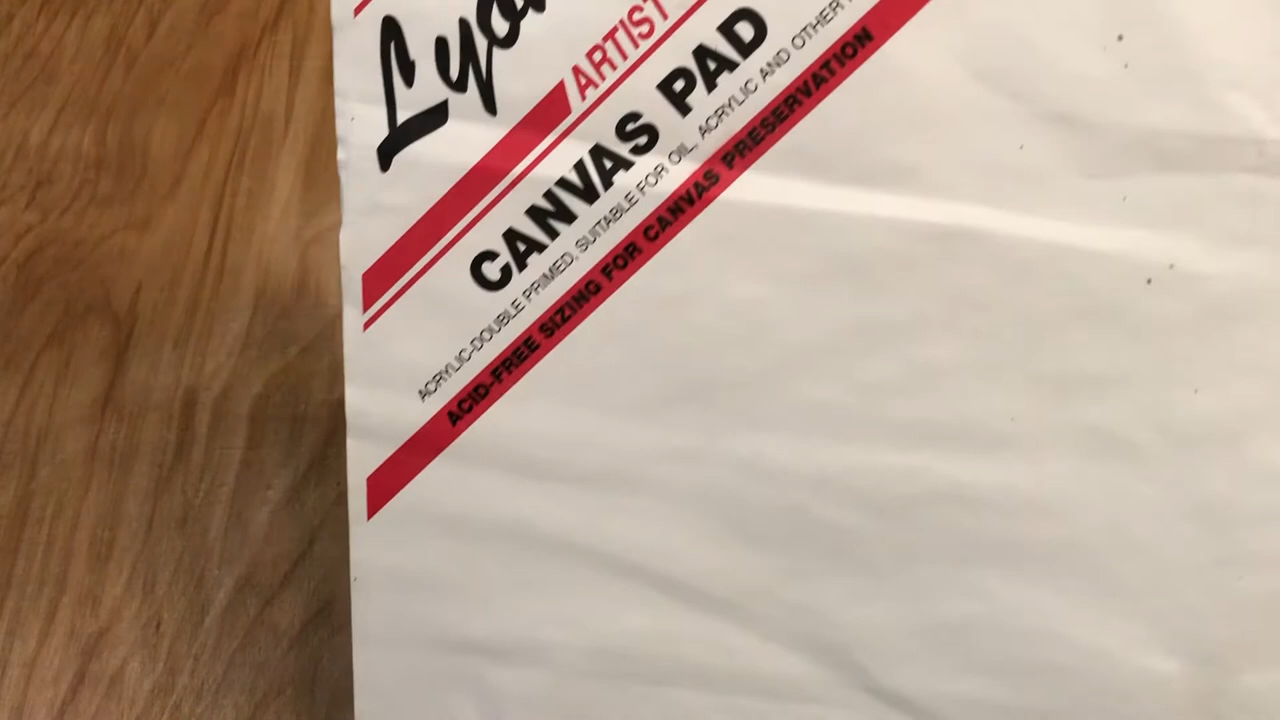 ARTIST
CANVAS PAD
ACRYLIC-DOUBLE PRIMED, SUITABLE FOR OIL, ACRYLIC AND OTHER
ACID-FREE SIZING FOR CANVAS PRESERVATION